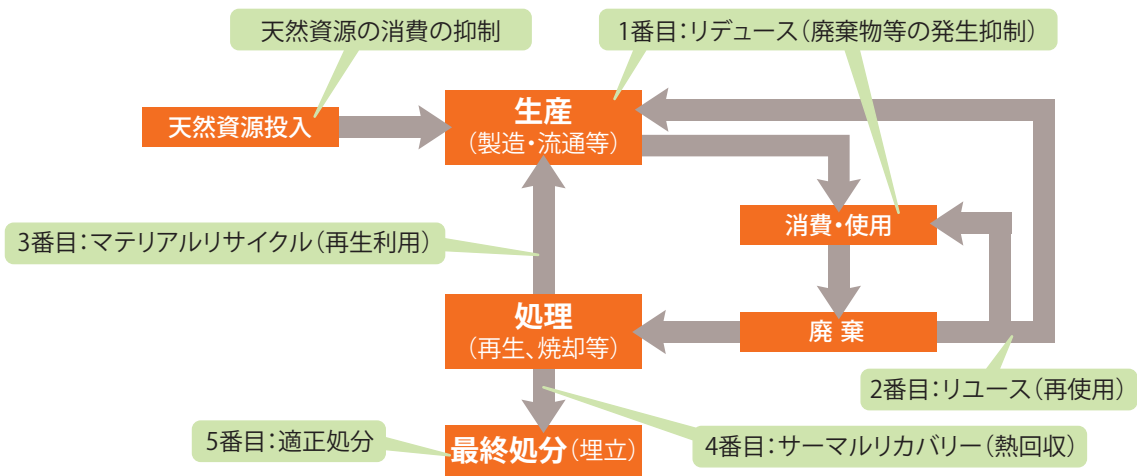 天然資源の消費の抑制
1番目：リデュース（廃棄物等の発生抑制）
天然資源投入
生産
（製造・流通等）
消費・使用
3番目：マテリアルリサイクル（再生利用）
処理
（再生、焼却等）
廃 棄
2番目：リユース（再使用）
5番目：適正処分
最終処分（埋立）
4番目：サーマルリカバリー（熱回収）